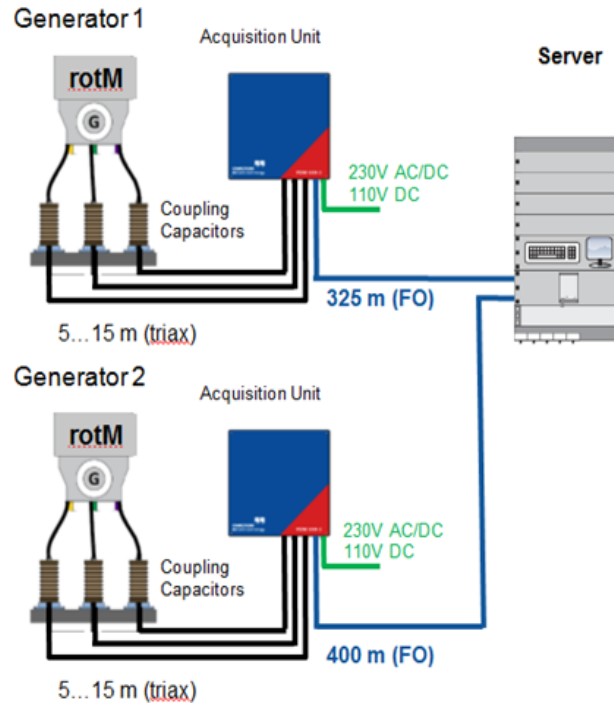 Generator 1
Acquisition Unit
Server
rotM
G
230V AC/DC
110V DC
Coupling
Capacitors
325 m (FO)
5...15 m (triax)
Generator 2
Acquisition Unit
rotM
G
230V AC/DC
110V DC
Coupling
Capacitors
400 m (FO)
5...15 m (triax)